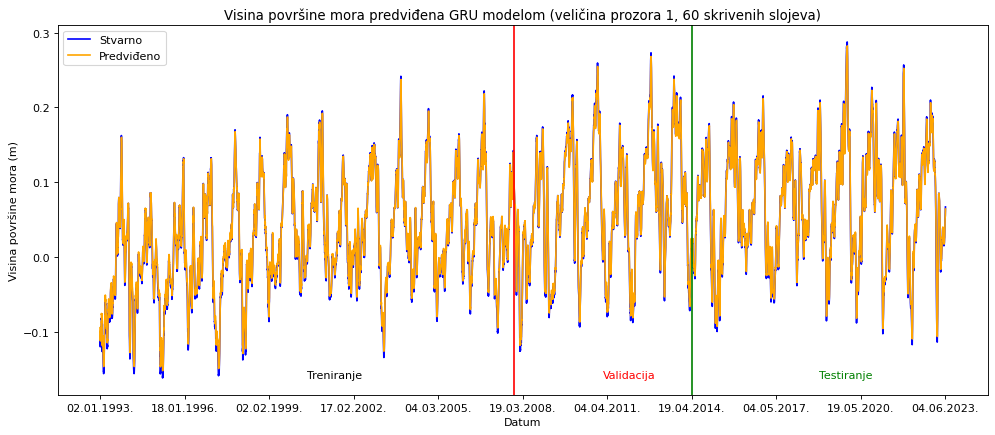 Visina površine mora predviđena GRU modelom (veličina prozora 1, 60 skrivenih slojeva)
Stvarno
Predviđeno
Visina površine mora (m)
0.3
0.2
0.1
0.0
−0.1
Treniranje
Validacija
Testiranje
02.01.1993.
18.01.1996.
02.02.1999.
17.02.2002.
04.03.2005.
19.03.2008.
04.04.2011.
19.04.2014.
04.05.2017.
19.05.2020.
04.06.2023.
Datum